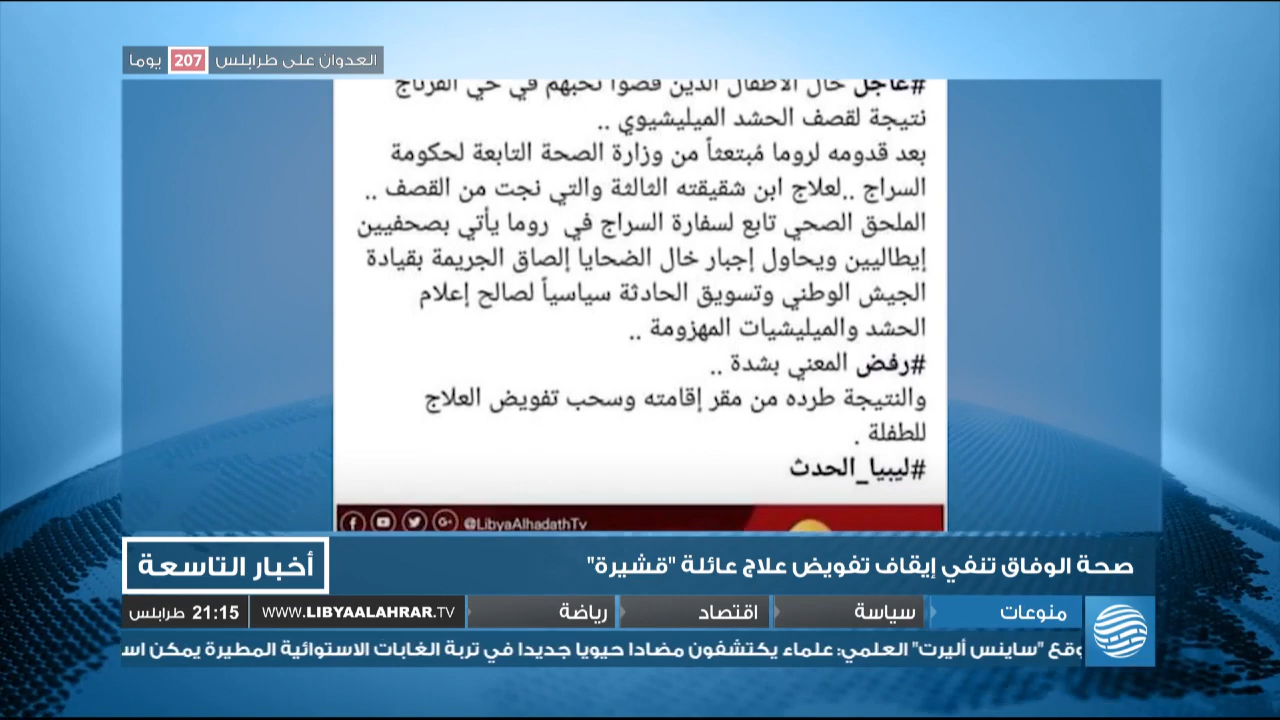 العدوان على طرابلس 207 يوما
#عاجل خال الأطفال الذين قضوا نحبهم في حي الفرناج
نتيجة لقصف الحشد الميليشيوي ..
بعد قدومه لروما مُبتعثاً من وزارة الصحة التابعة لحكومة
السراج ..لعلاج ابن شقيقته الثالثة والتي نجت من القصف ..
الملحق الصحي تابع لسفارة السراج في روما يأتي بصحفيين
إيطاليين ويحاول إجبار خال الضحايا إلصاق الجريمة بقيادة
الجيش الوطني وتسويق الحادثة سياسياً لصالح إعلام
الحشد والميليشيات المهزومة ..
#رفض المعني بشدة ..
والنتيجة طرده من مقر إقامته وسحب تفويض العلاج
للطفلة .
#ليبيا_الحدث
@LibyaAlhadathTv
صحة الوفاق تنفي إيقاف تفويض علاج عائلة "قشيرة"
أخبار التاسعة
منوعات سياسة اقتصاد رياضة WWW.LIBYAALAHRAR.TV 21:15 طرابلس
"ساينس أليرت" العلمي: علماء يكتشفون مضادا حيويا جديدا في تربة الغابات الاستوائية المطيرة يمكن